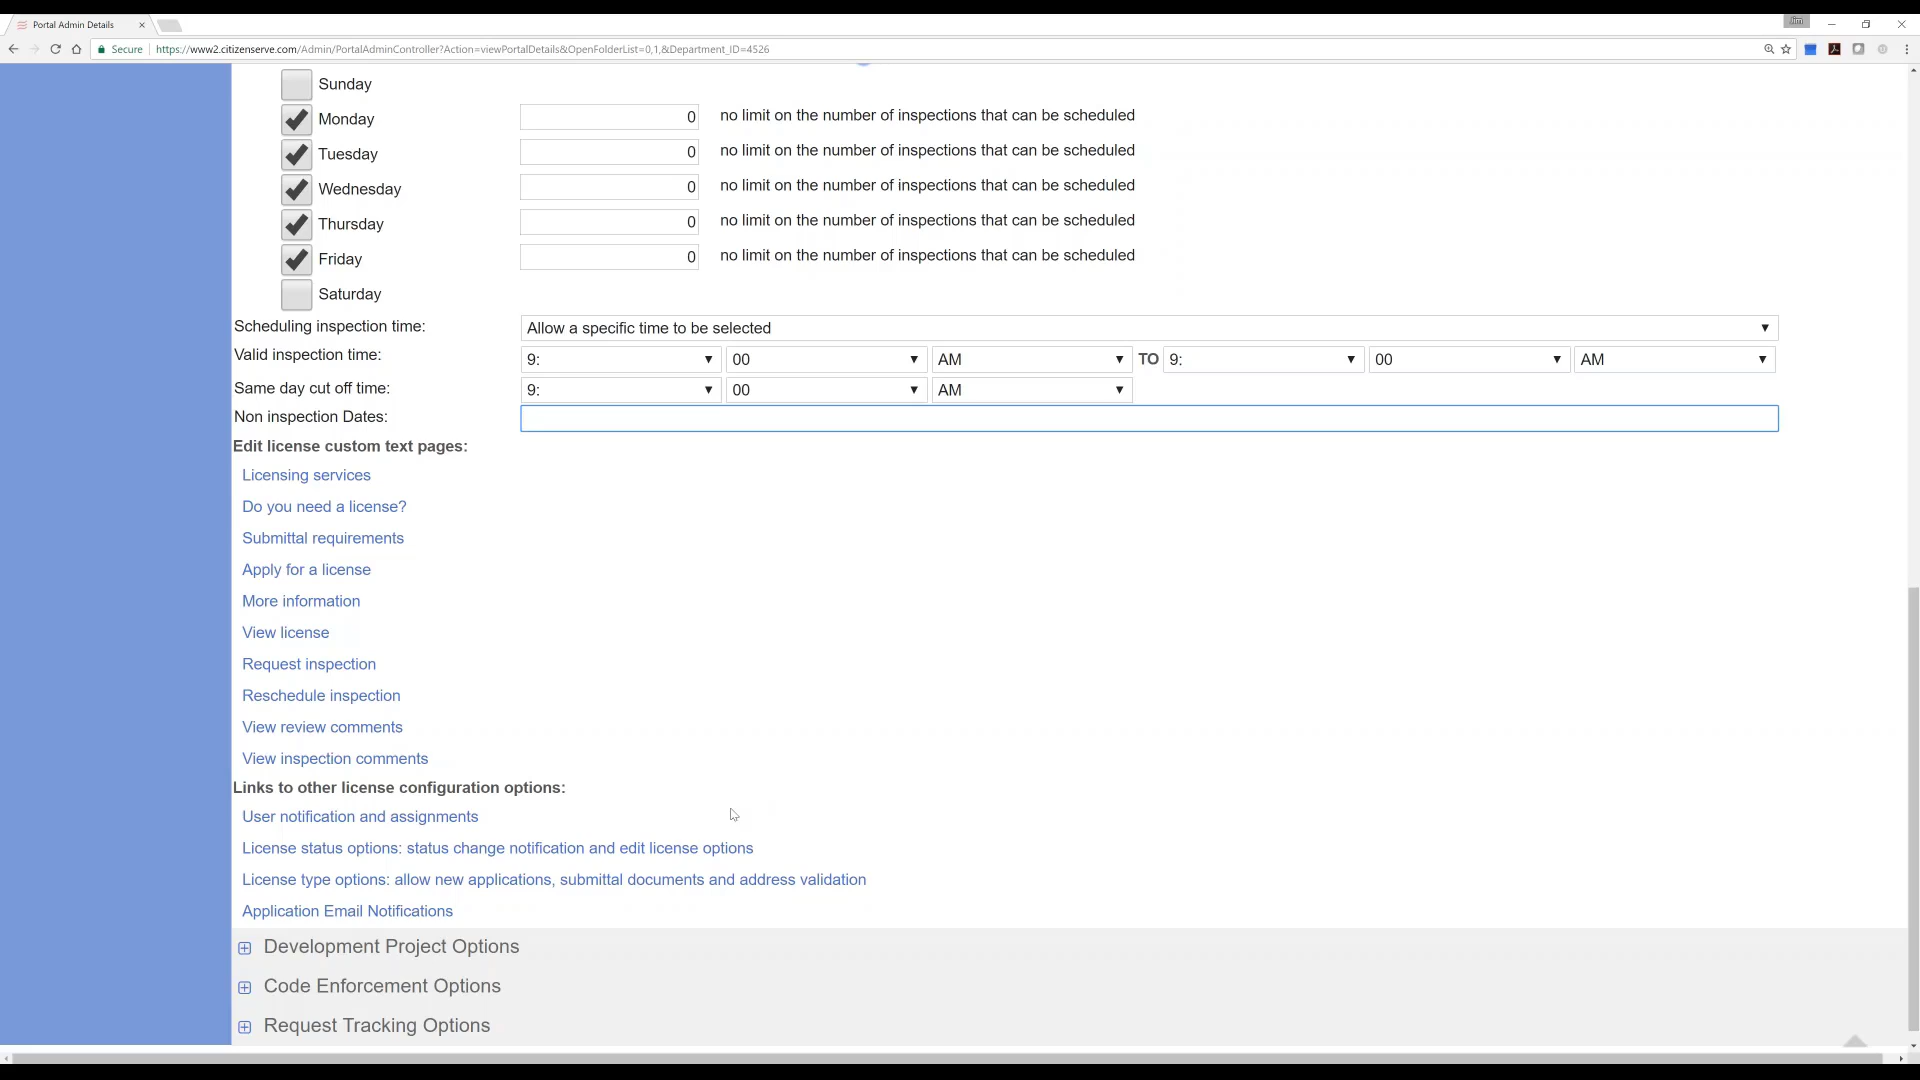 Portal Admin Details
Jim
Secure | https://www2.citizenserve.com/Admin/PortalAdminController?Action=viewPortalDetails&OpenFolderList=0,1,&Department_ID=4526
Sunday
Monday 0 no limit on the number of inspections that can be scheduled
Tuesday 0 no limit on the number of inspections that can be scheduled
Wednesday 0 no limit on the number of inspections that can be scheduled
Thursday 0 no limit on the number of inspections that can be scheduled
Friday 0 no limit on the number of inspections that can be scheduled
Saturday
Scheduling inspection time: Allow a specific time to be selected
Valid inspection time: 9: 00 AM TO 9: 00 AM
Same day cut off time: 9: 00 AM
Non inspection Dates:
Edit license custom text pages:
Licensing services
Do you need a license?
Submittal requirements
Apply for a license
More information
View license
Request inspection
Reschedule inspection
View review comments
View inspection comments
Links to other license configuration options:
User notification and assignments
License status options: status change notification and edit license options
License type options: allow new applications, submittal documents and address validation
Application Email Notifications
Development Project Options
Code Enforcement Options
Request Tracking Options